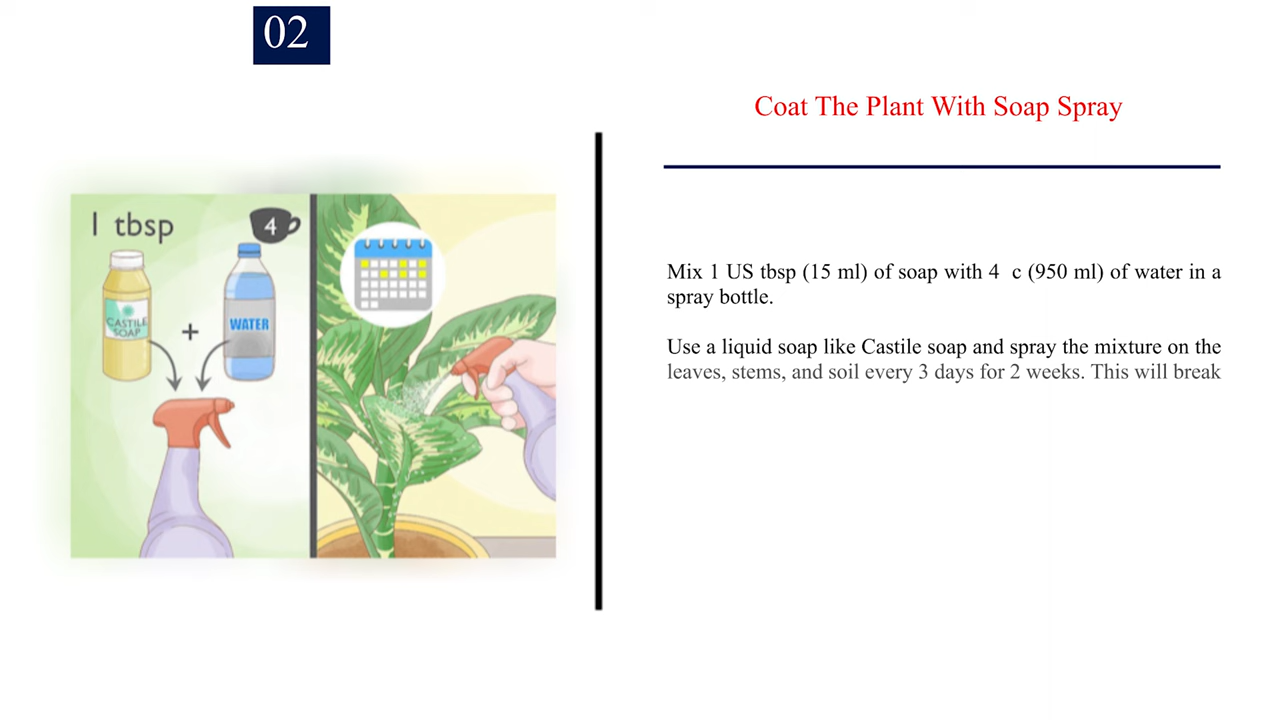 02
Coat The Plant With Soap Spray
1 tbsp
4
CASTILE
SOAP
+
WATER
Mix 1 US tbsp (15 ml) of soap with 4 c (950 ml) of water in a
spray bottle.
Use a liquid soap like Castile soap and spray the mixture on the
leaves, stems, and soil every 3 days for 2 weeks. This will break